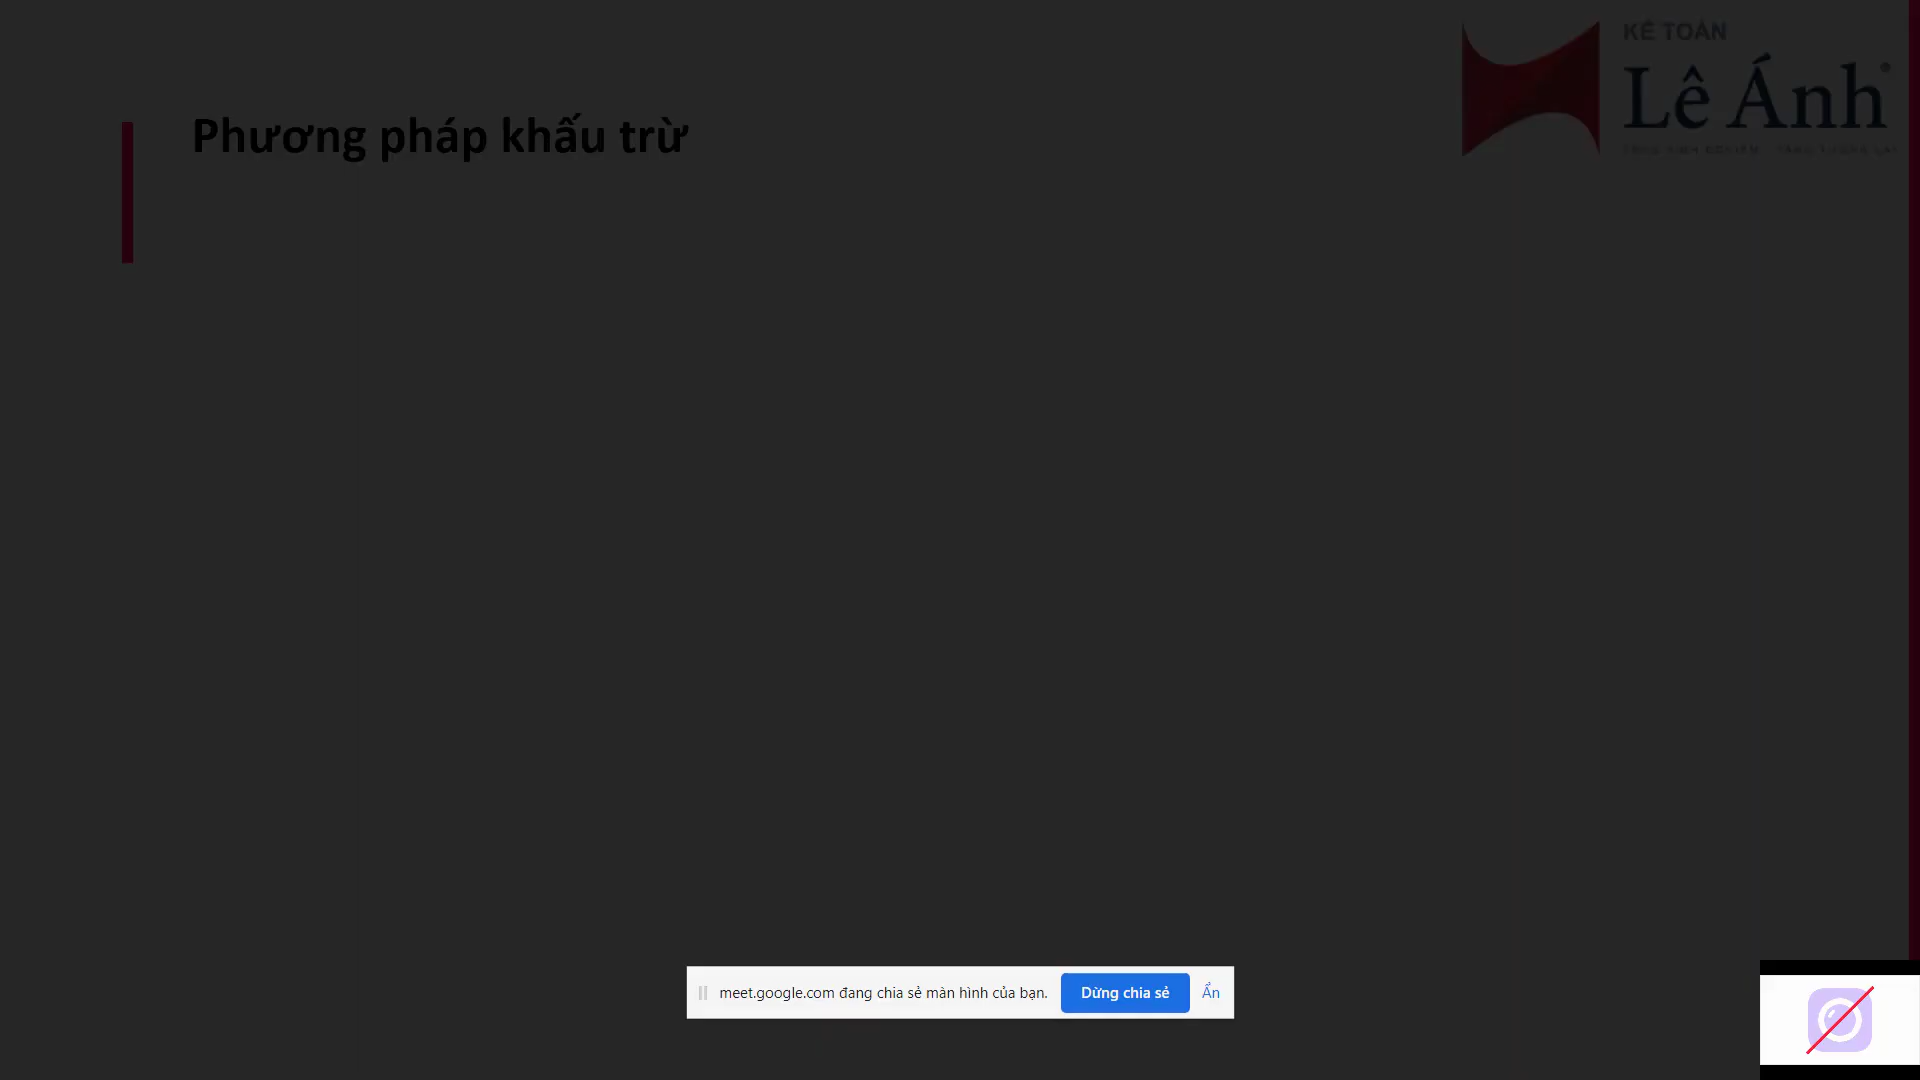 KẾ TOÁN
Lê Ánh
Phương pháp khấu trừ
meet.google.com đang chia sẻ màn hình của bạn.
Dừng chia sẻ
Ẩn